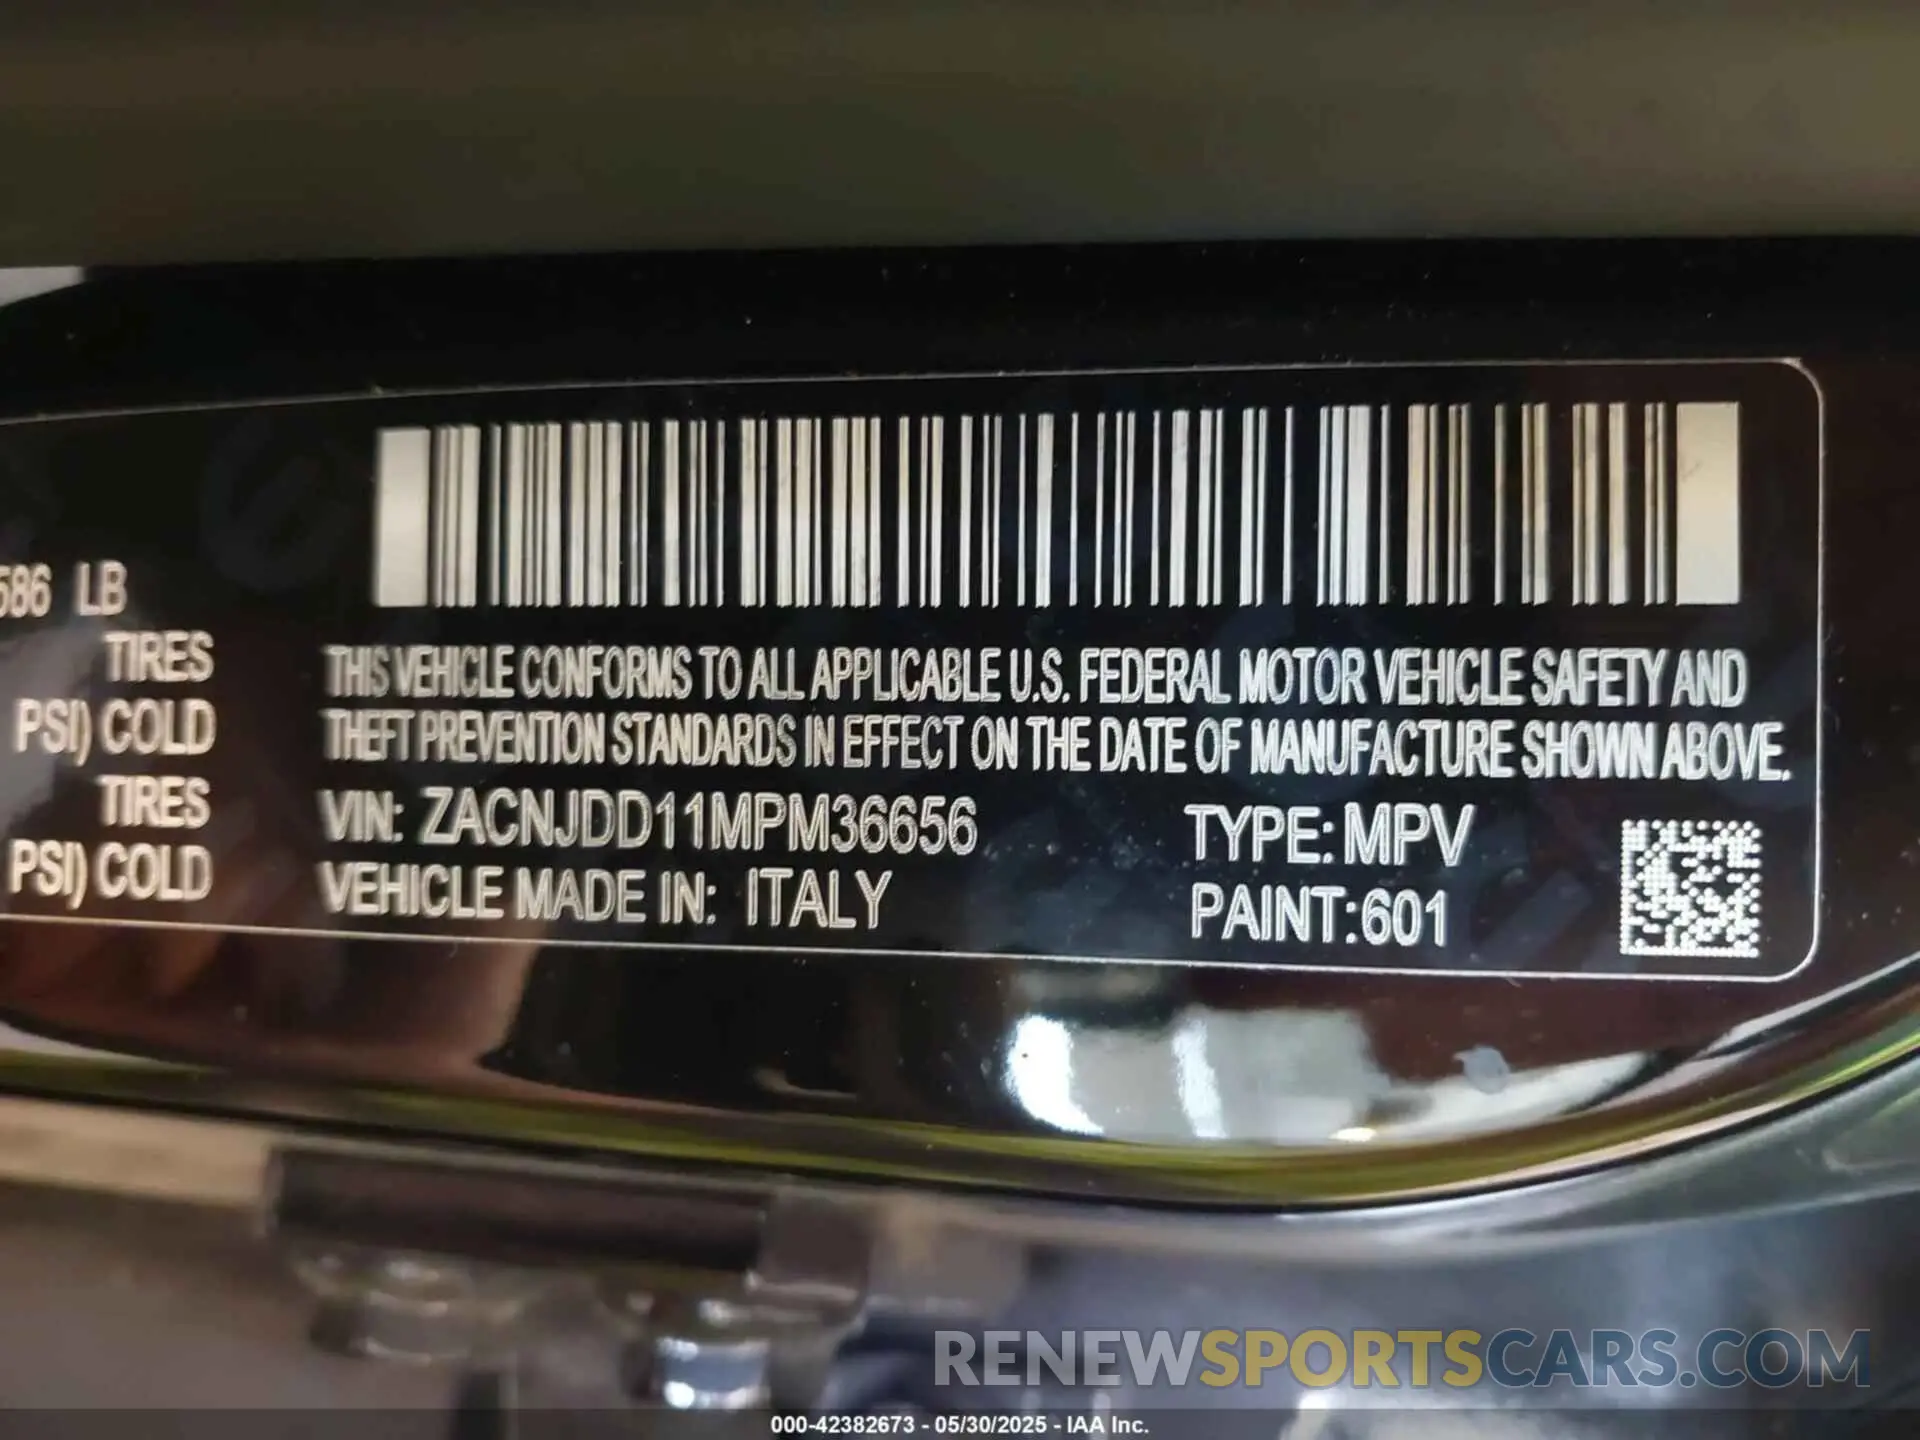 586 LB
TIRES
PSI) COLD
TIRES
PSI) COLD
THIS VEHICLE CONFORMS TO ALL APPLICABLE U.S. FEDERAL MOTOR VEHICLE SAFETY AND
THEFT PREVENTION STANDARDS IN EFFECT ON THE DATE OF MANUFACTURE SHOWN ABOVE.
VIN: ZACNJDD11MPM36656
TYPE: MPV
VEHICLE MADE IN: ITALY
PAINT:601
RENEWSPORTSCARS.COM
000-42382673 - 05/30/2025 - IAA Inc.